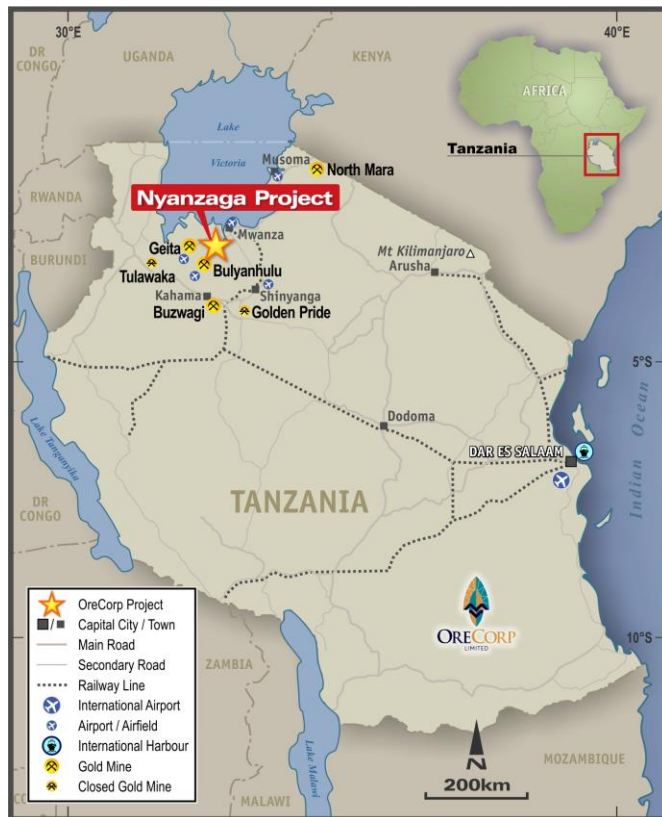 30°E
40°E
DR
CONGO
UGANDA
KENYA
AFRICA
Tanzania
Lake
Victoria
Musoma
North Mara
RWANDA
Nyanzaga Project
Mwanza
Geita
BURUNDI
Bulyanhulu
Tulawaka
Mt Kilimanjaro
Arusha
Kahama
Shinyanga
Buzwagi
Golden Pride
5°S
Lake Tanganyika
Dodoma
DAR ES SALAAM
Indian Ocean
DR
CONGO
TANZANIA
ORECORP
LIMITED
10°S
OreCorp Project
/ Capital City / Town
Main Road
Secondary Road
Railway Line
International Airport
Airport / Airfield
International Harbour
Gold Mine
Closed Gold Mine
ZAMBIA
Lake Malawi
MALAWI
N
200km
MOZAMBIQUE